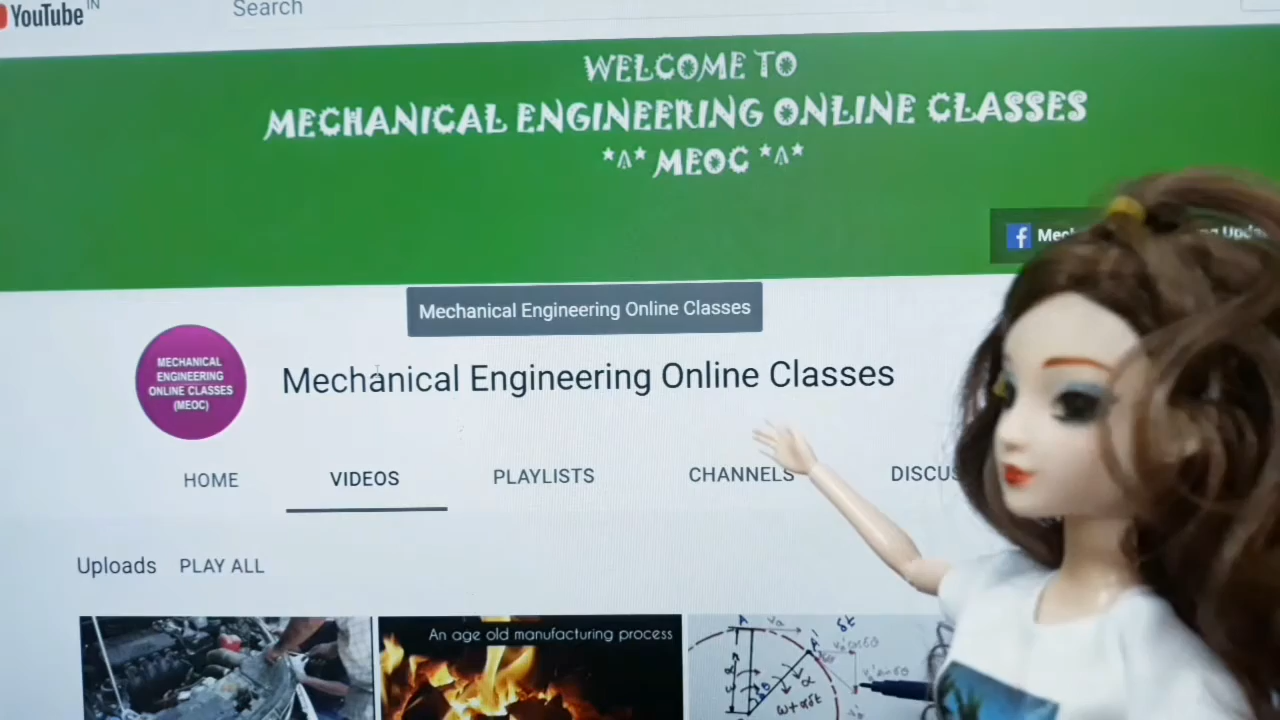 YouTube IN
Search
WELCOME TO
MECHANICAL ENGINEERING ONLINE CLASSES
*^* MEOC *^*
Mechanical Engineering Online Classes
MECHANICAL
ENGINEERING
ONLINE CLASSES
(MEOC)
Mechanical Engineering Online Classes
HOME
VIDEOS
PLAYLISTS
CHANNELS
Uploads
PLAY ALL
An age old manufacturing process